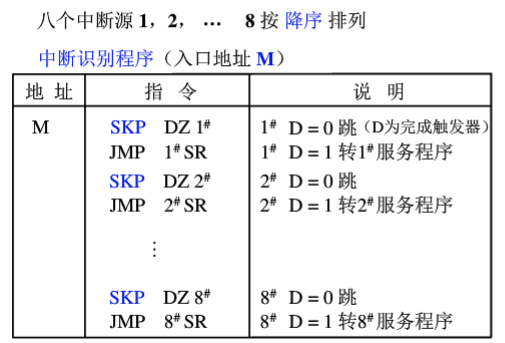 八个中断源 1，2， … 8 按 降序 排列
中断识别程序（入口地址 M）
地 址 指 令 说 明
M SKP DZ 1# 1# D = 0 跳（D为完成触发器）
JMP 1# SR 1# D = 1 转1# 服务程序
SKP DZ 2# 2# D = 0 跳
JMP 2# SR 2# D = 1 转2# 服务程序
⋮
SKP DZ 8# 8# D = 0 跳
JMP 8# SR 8# D = 1 转8# 服务程序